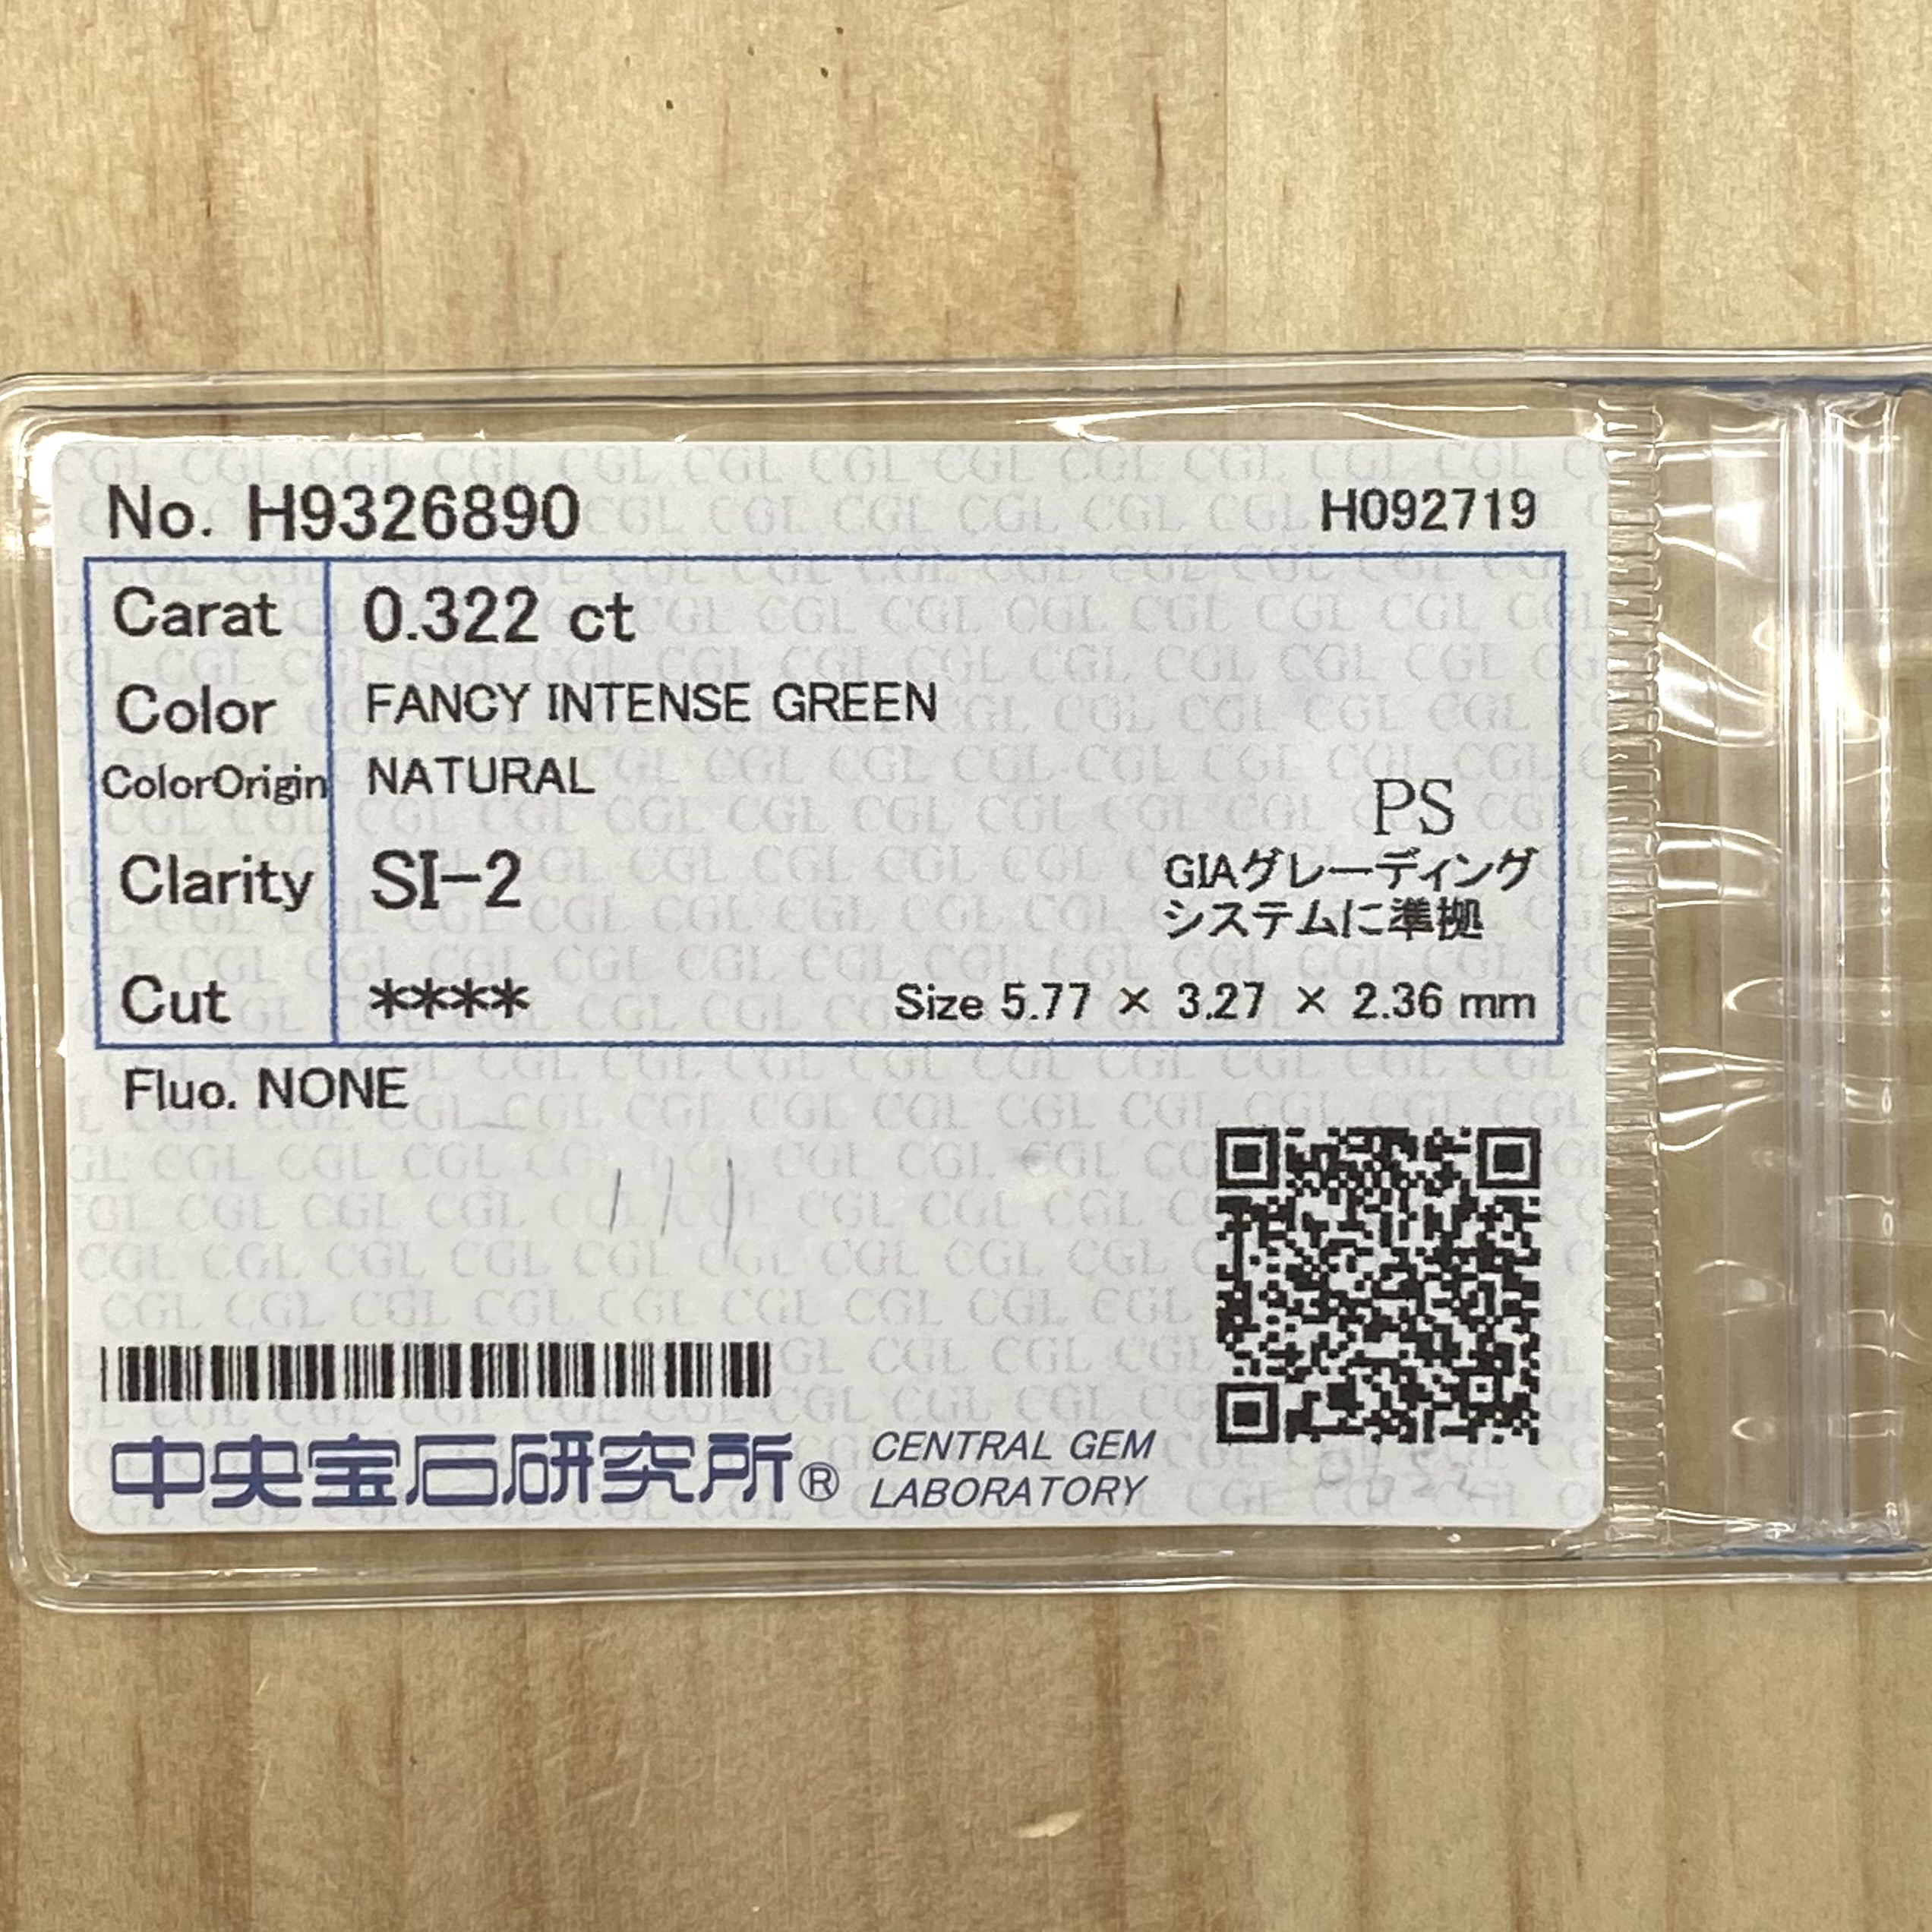 No. H9326890 H092719
Carat 0.322 ct
Color FANCY INTENSE GREEN
ColorOrigin NATURAL
PS
Clarity SI-2 GIAグレーディング
システムに準拠
Cut **** Size 5.77 × 3.27 × 2.36 mm
Fluo. NONE
中央宝石研究所® CENTRAL GEM
LABORATORY